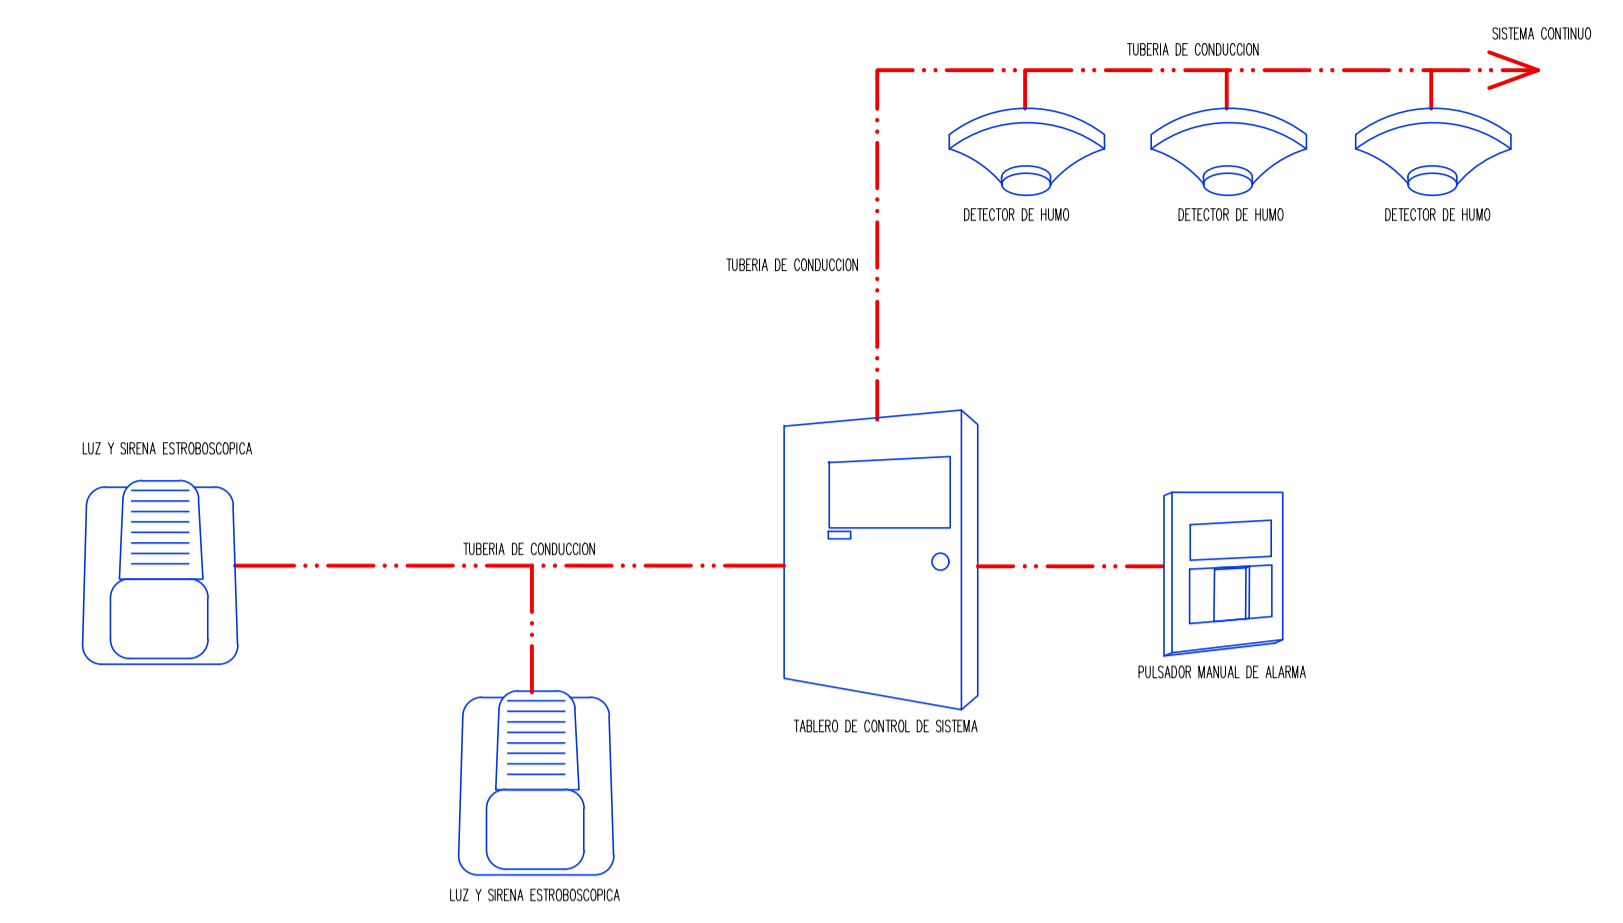 SISTEMA CONTINUO
TUBERIA DE CONDUCCION
DETECTOR DE HUMO
DETECTOR DE HUMO
DETECTOR DE HUMO
TUBERIA DE CONDUCCION
LUZ Y SIRENA ESTROBOSCOPICA
TUBERIA DE CONDUCCION
PULSADOR MANUAL DE ALARMA
TABLERO DE CONTROL DE SISTEMA
LUZ Y SIRENA ESTROBOSCOPICA